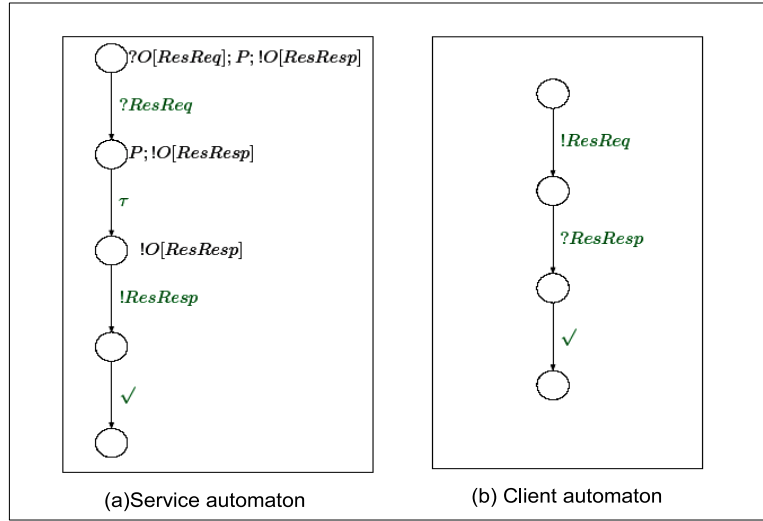 ?O[ResReq]; P; !O[ResResp]
?ResReq
P; !O[ResResp]
τ
!O[ResResp]
!ResResp
√
(a)Service automaton
!ResReq
?ResResp
√
(b) Client automaton